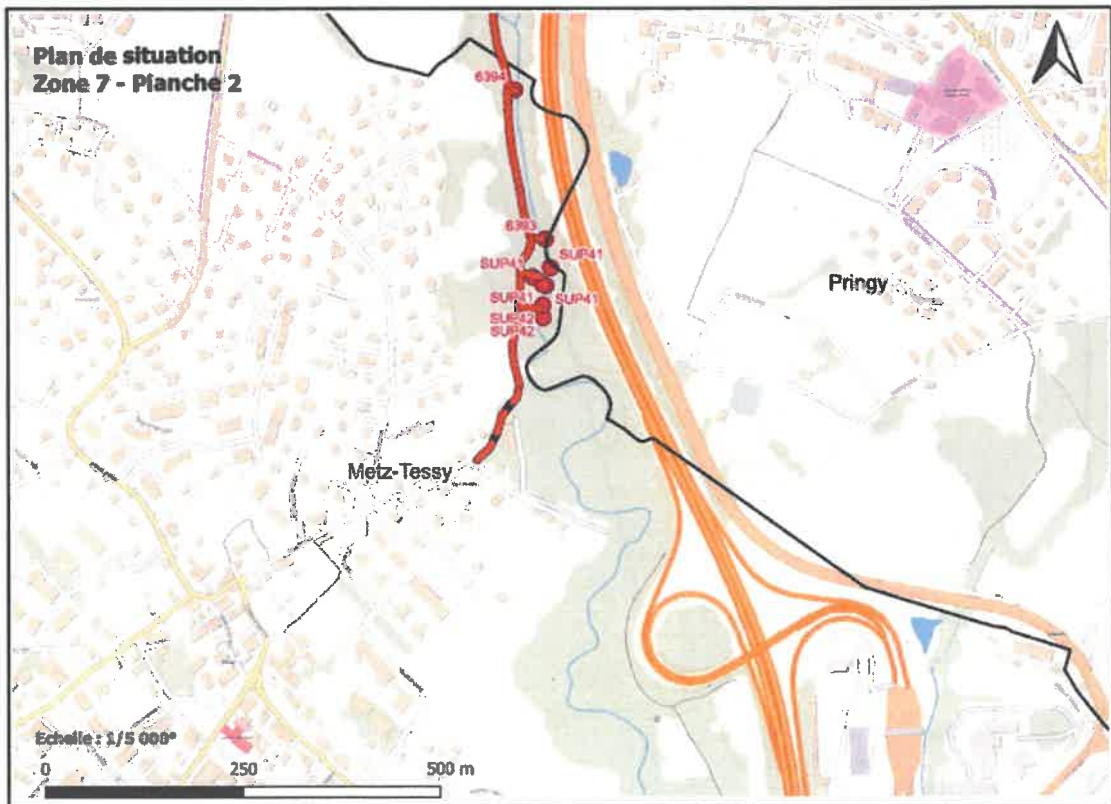 Plan de situation
Zone 7 - Planche 2
6394
6393
SUP41
SUP41
SUP41
SUP41
SUP42
SUP42
Pringy
Metz-Tessy
Echelle : 1/5 000°
0 250 500 m